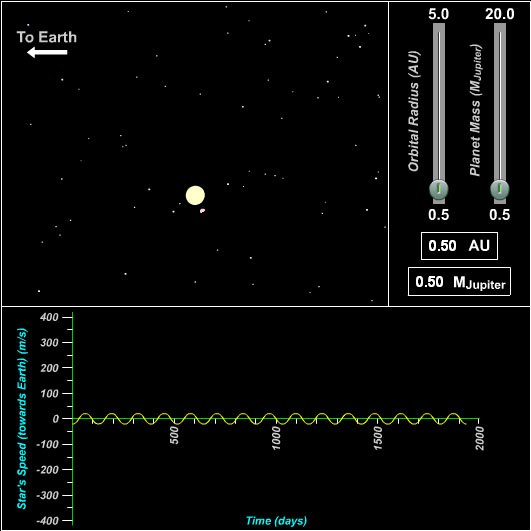 To Earth
5.0
20.0
Orbital Radius (AU)
Planet Mass (MJupiter)
0.5
0.5
0.50 AU
0.50 MJupiter
Star's Speed (towards Earth) (m/s)
400
300
200
100
0
-100
-200
-300
-400
500
1000
1500
2000
Time (days)